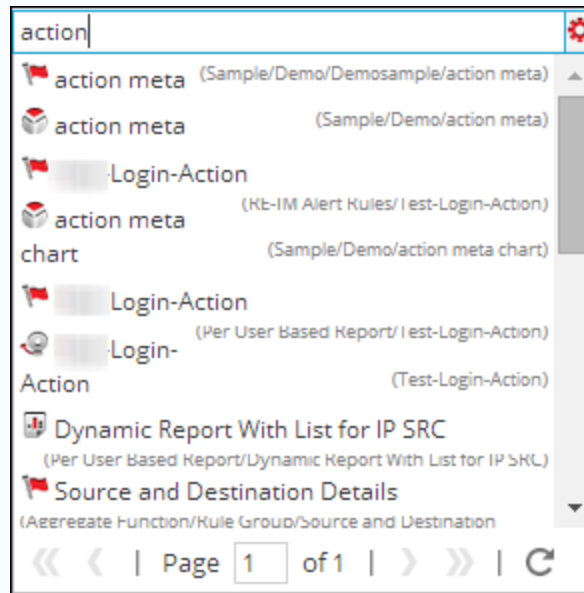 action
action meta (Sample/Demo/Demosample/action meta)
action meta (Sample/Demo/action meta)
-Login-Action
(RE-IM Alert Rules/Test-Login-Action)
action meta
chart (Sample/Demo/action meta chart)
-Login-Action
(Per User Based Report/Test-Login-Action)
-Login-
Action (Test-Login-Action)
Dynamic Report With List for IP SRC
(Per User Based Report/Dynamic Report With List for IP SRC)
Source and Destination Details
(Aggregate Function/Rule Group/Source and Destination
| Page 1 of 1 | |